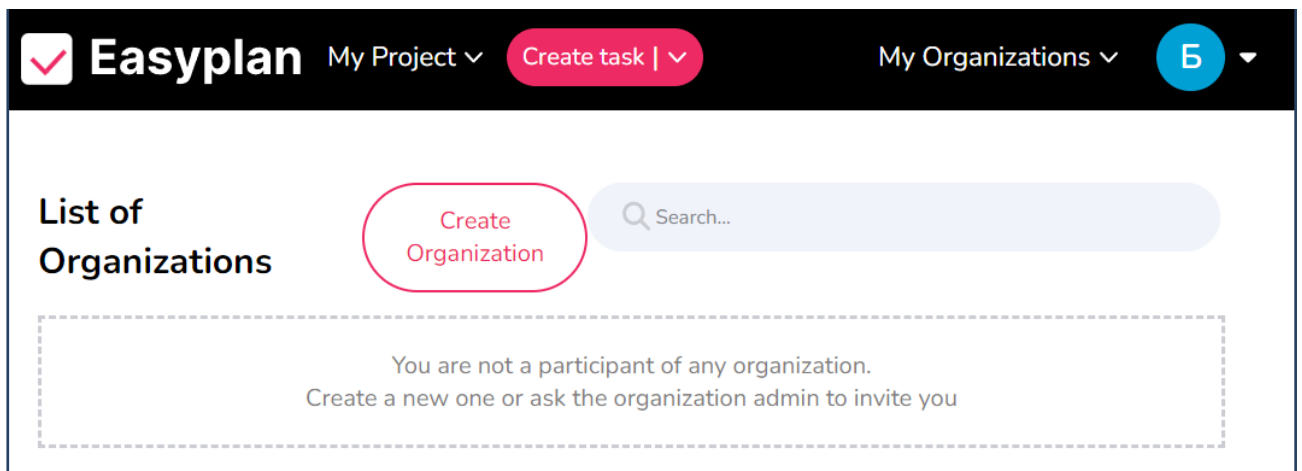 Easyplan My Project Create task | My Organizations Б
List of
Organizations
Create
Organization
Search...
You are not a participant of any organization.
Create a new one or ask the organization admin to invite you